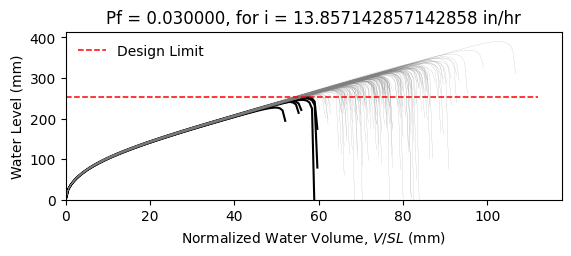 Pf = 0.030000, for i = 13.857142857142858 in/hr
Water Level (mm)
400
300
200
100
0
Design Limit
0 20 40 60 80 100
Normalized Water Volume, V/SL (mm)